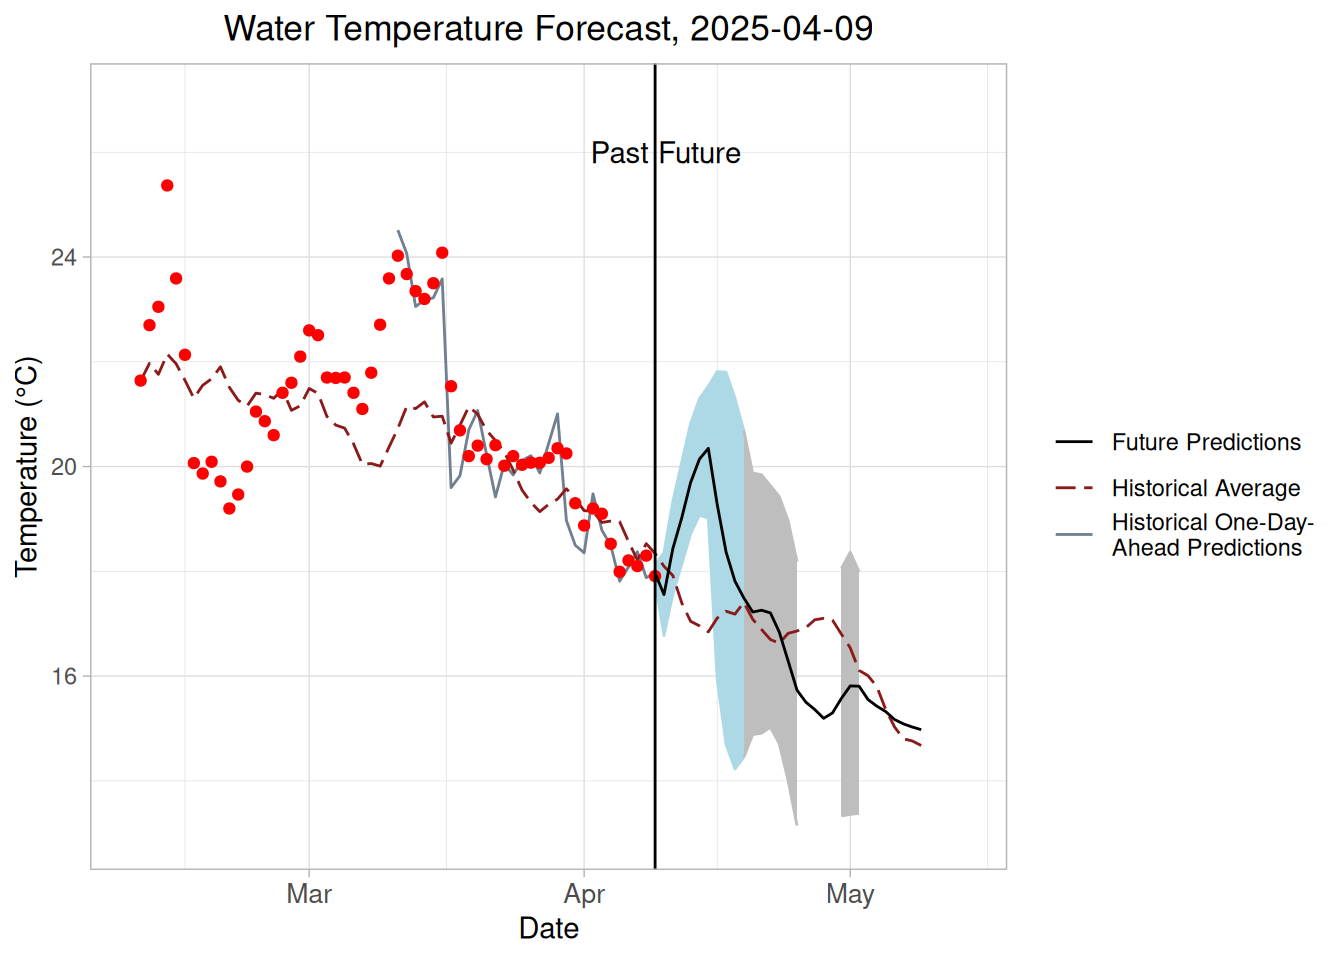 Water Temperature Forecast, 2025-04-09
Past Future
24
20
16
Temperature (°C)
Mar Apr May
Date
Future Predictions
Historical Average
Historical One-Day-
Ahead Predictions